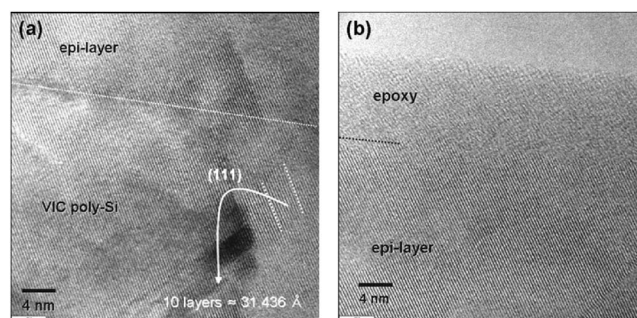 (a)
epi-layer
(111)
VIC poly-Si
10 layers = 31.436 Å
4 nm
(b)
epoxy
epi-layer
4 nm